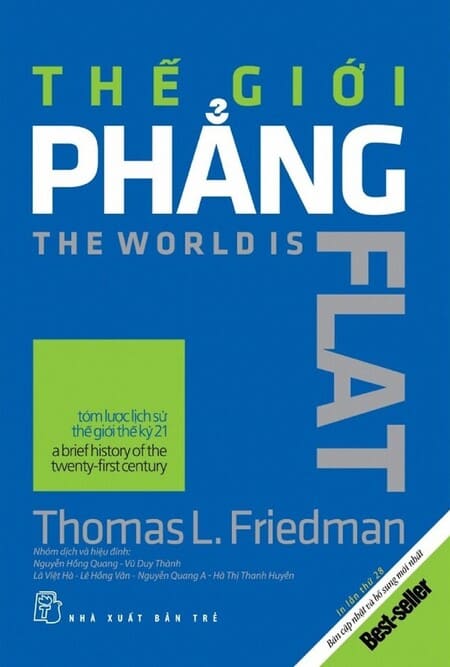 THẾ GIỚI
PHẲNG
THE WORLD IS
FLAT
tóm lược lịch sử
thế giới thế kỷ 21
a brief history of the
twenty-first century
Thomas L. Friedman
Nhóm dịch và hiệu đính:
Nguyễn Hồng Quang - Vũ Duy Thành
Lã Việt Hà - Lê Hồng Vân - Nguyễn Quang A - Hà Thị Thanh Huyền
In lần thứ 28
Bản cập nhật và bổ sung mới nhất
Best-seller
NHÀ XUẤT BẢN TRẺ